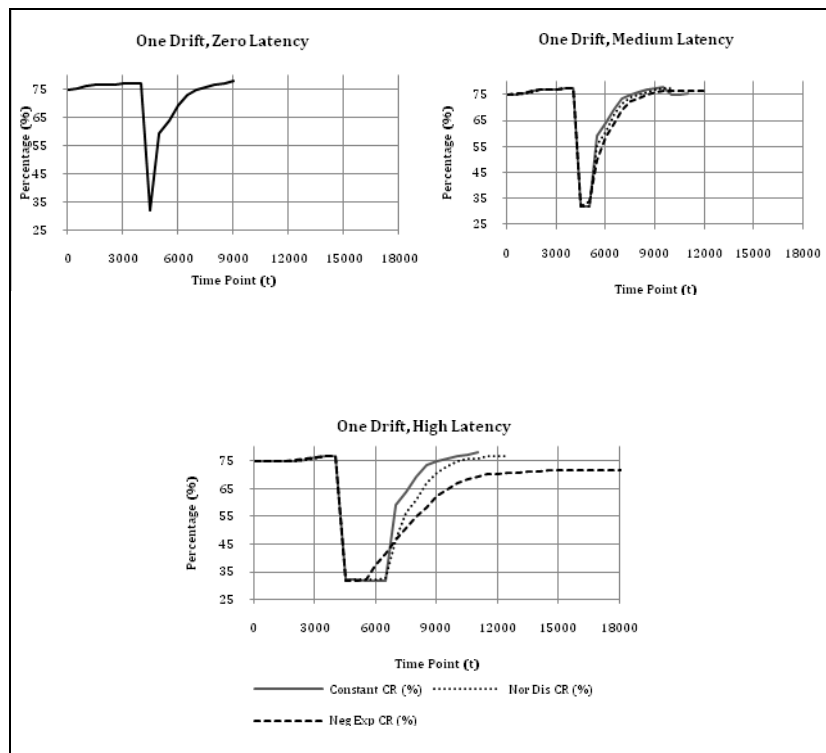 One Drift, Zero Latency
Percentage (%)
75
65
55
45
35
25
0 3000 6000 9000 12000 15000 18000
Time Point (t)
One Drift, Medium Latency
Percentage (%)
75
65
55
45
35
25
0 3000 6000 9000 12000 15000 18000
Time Point (t)
One Drift, High Latency
Percentage (%)
75
65
55
45
35
25
0 3000 6000 9000 12000 15000 18000
Time Point (t)
Constant CR (%) Nor Dis CR (%)
Neg Exp CR (%)